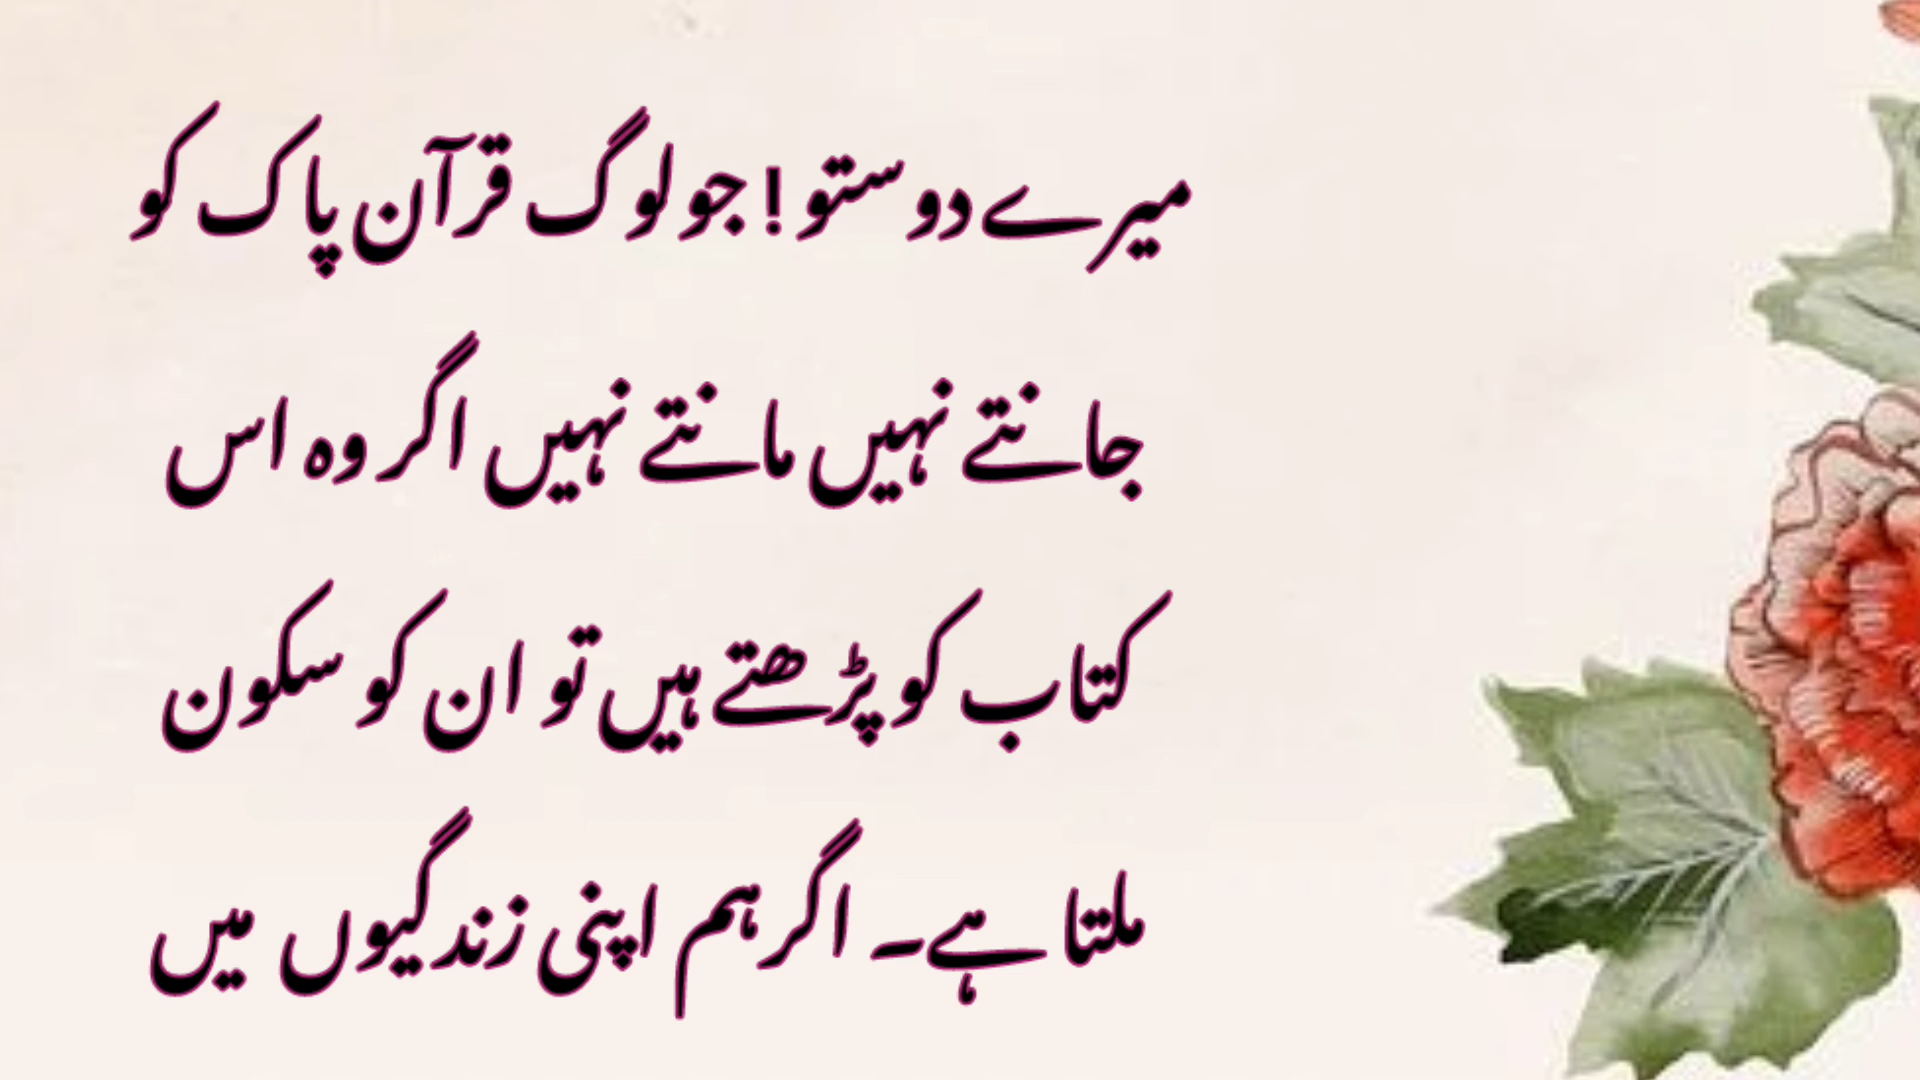 میرے دوستو ! جو لوگ قرآن پاک کو
جانتے نہیں مانتے نہیں اگر وہ اس
کتاب کو پڑھتے ہیں تو ان کو سکون
ملتا ہے۔ اگر ہم اپنی زندگیوں میں